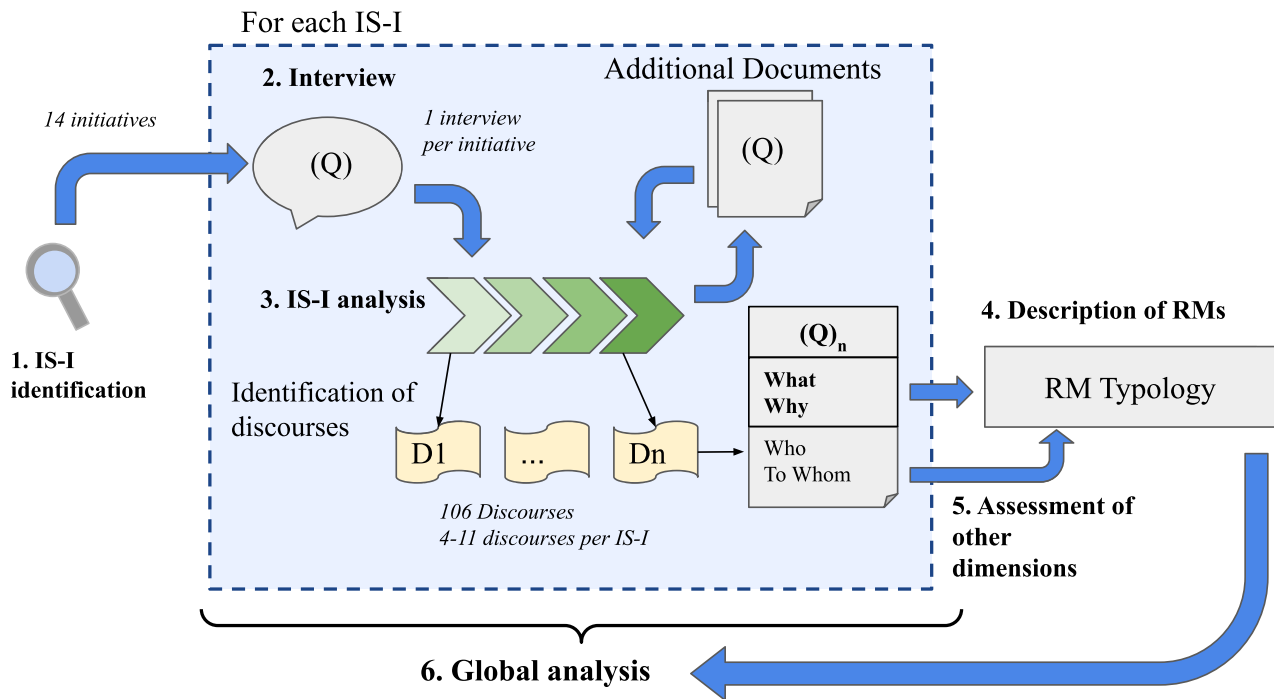 For each IS-I
2. Interview
Additional Documents
14 initiatives
1 interview
per initiative
(Q)
(Q)
3. IS-I analysis
1. IS-I
identification
4. Description of RMs
(Q)n
What
Why
RM Typology
Identification of
discourses
D1
...
Dn
Who
To Whom
106 Discourses
4-11 discourses per IS-I
5. Assessment of
other
dimensions
6. Global analysis